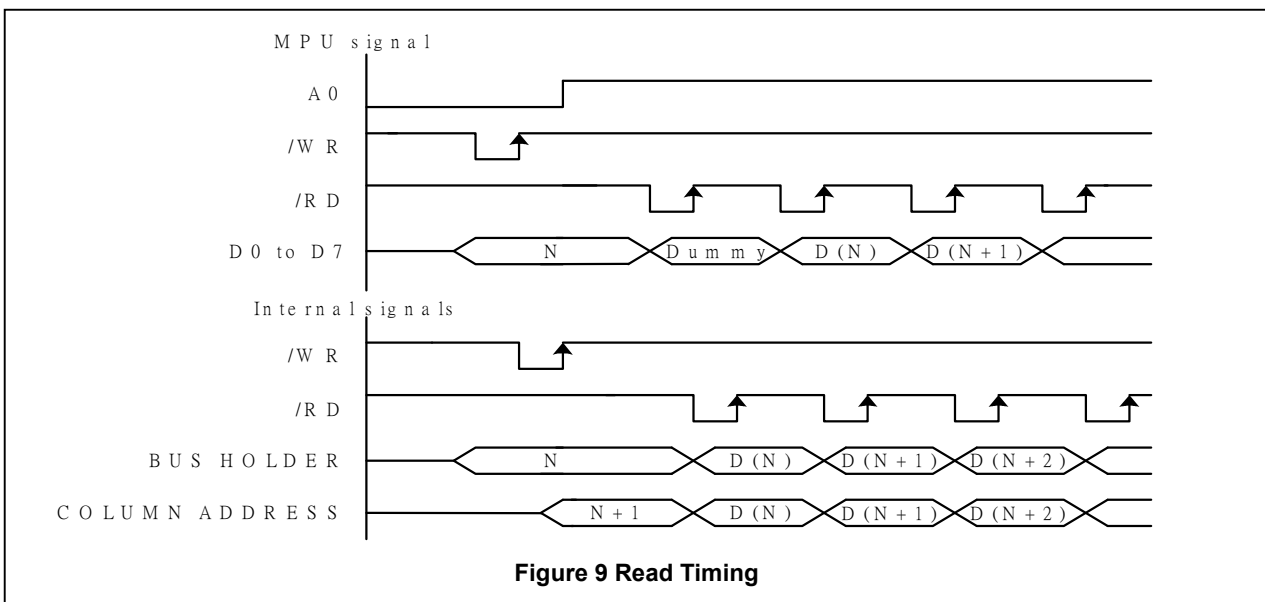 MPU signal
A0
/WR
/RD
D0 to D7 N Dummy D(N) D(N+1)
Internal signals
/WR
/RD
BUS HOLDER N D(N) D(N+1) D(N+2)
COLUMN ADDRESS N+1 D(N) D(N+1) D(N+2)
Figure 9 Read Timing